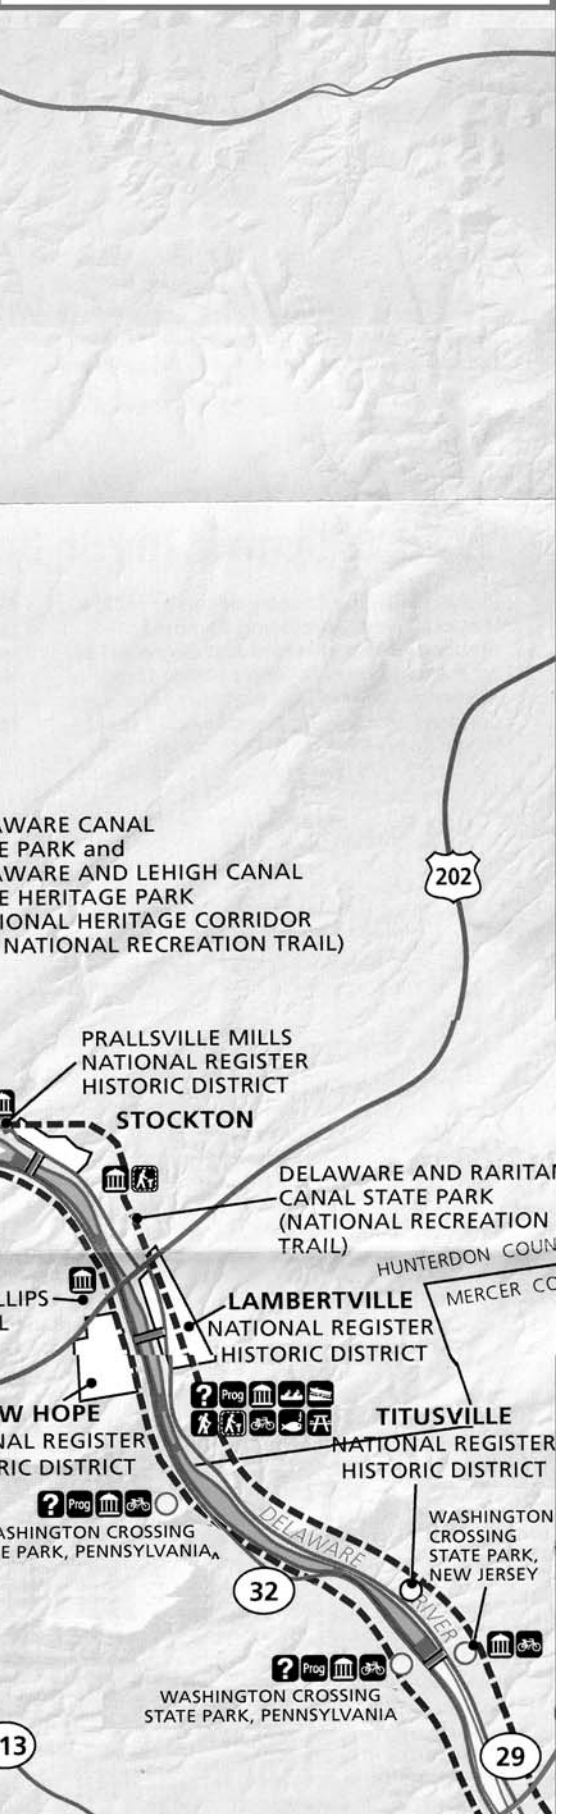 AWARE CANAL
E PARK and
AWARE AND LEHIGH CANAL
E HERITAGE PARK
IONAL HERITAGE CORRIDOR
NATIONAL RECREATION TRAIL)
202
PRALLSVILLE MILLS
NATIONAL REGISTER
HISTORIC DISTRICT
STOCKTON
DELAWARE AND RARITAN
CANAL STATE PARK
(NATIONAL RECREATION
TRAIL)
HUNTERDON COUN
MERCER CO
LLIPS
L
LAMBERTVILLE
NATIONAL REGISTER
HISTORIC DISTRICT
? Prog
W HOPE
NAL REGISTER
RIC DISTRICT
TITUSVILLE
NATIONAL REGISTER
HISTORIC DISTRICT
? Prog
ASHINGTON CROSSING
E PARK, PENNSYLVANIA
WASHINGTON
CROSSING
STATE PARK,
NEW JERSEY
DELAWARE
RIVER
32
? Prog
WASHINGTON CROSSING
STATE PARK, PENNSYLVANIA
13
29